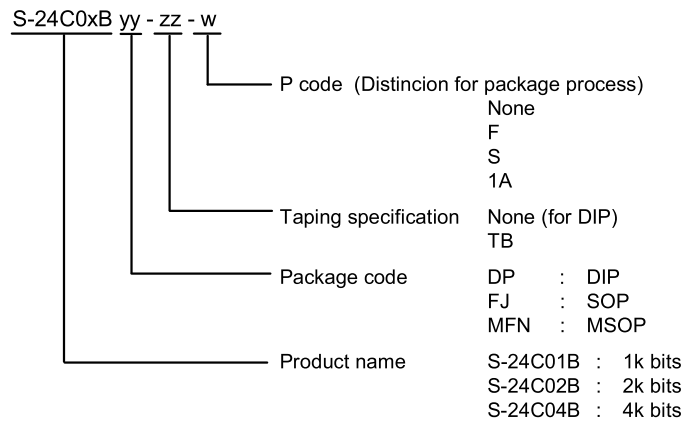 S-24C0xB yy - zz - w
P code (Distincion for package process)
None
F
S
1A
Taping specification None (for DIP)
TB
Package code DP : DIP
FJ : SOP
MFN : MSOP
Product name S-24C01B : 1k bits
S-24C02B : 2k bits
S-24C04B : 4k bits